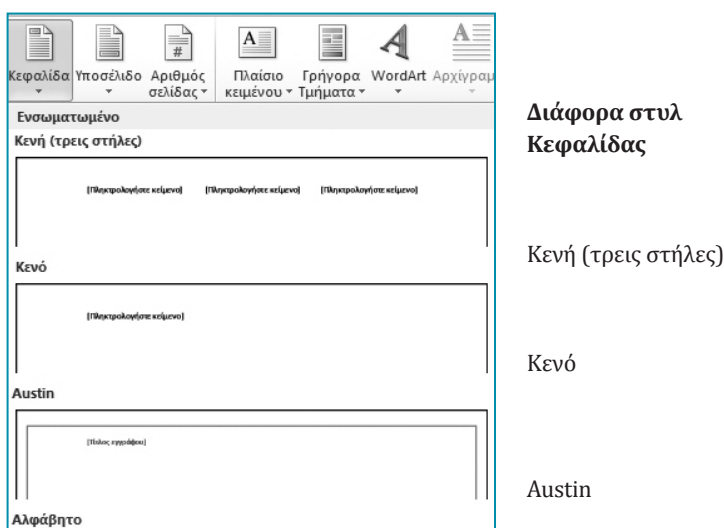 Κεφαλίδα Υποσέλιδο Αριθμός σελίδας Πλαίσιο κειμένου Γρήγορα Τμήματα WordArt Αρχίγραμ
Ενσωματωμένο
Κενή (τρεις στήλες)
[Πληκτρολογήστε κείμενο] [Πληκτρολογήστε κείμενο] [Πληκτρολογήστε κείμενο]
Κενό
[Πληκτρολογήστε κείμενο]
Austin
[Τίτλος εγγράφου]
Αλφάβητο
Διάφορα στυλ
Κεφαλίδας
Κενή (τρεις στήλες)
Κενό
Austin